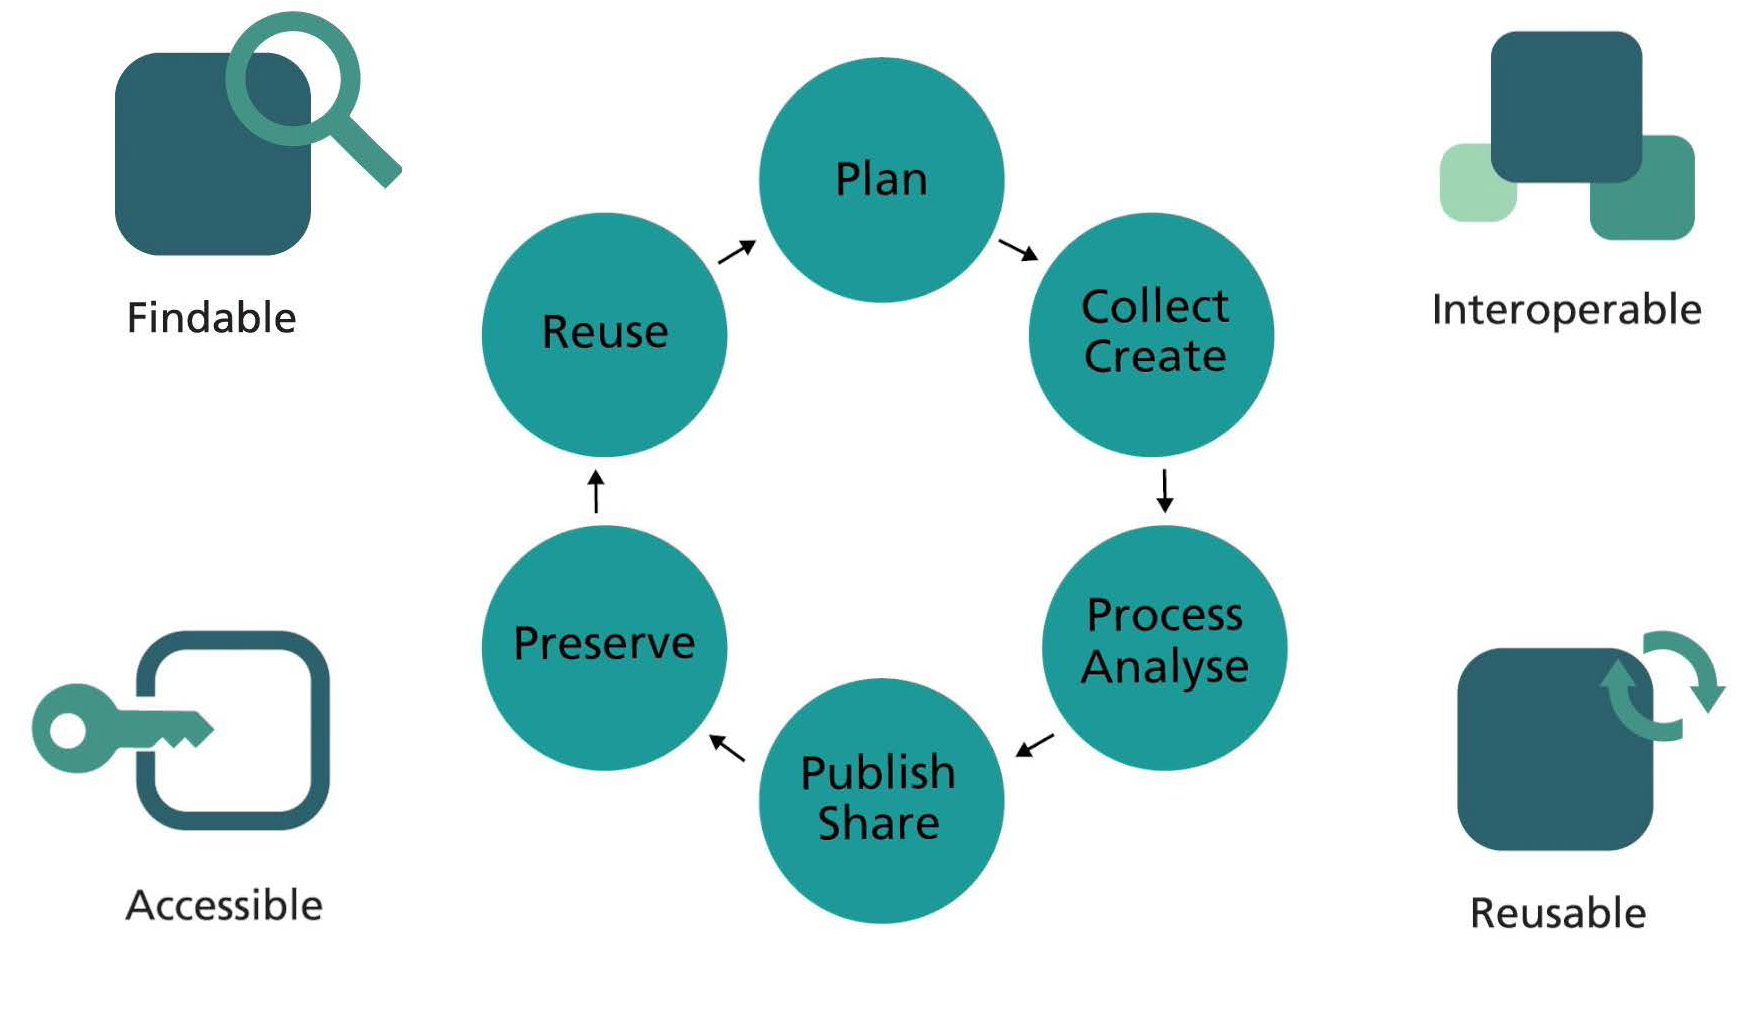 Findable
Accessible
Plan
Collect
Create
Process
Analyse
Publish
Share
Preserve
Reuse
Interoperable
Reusable